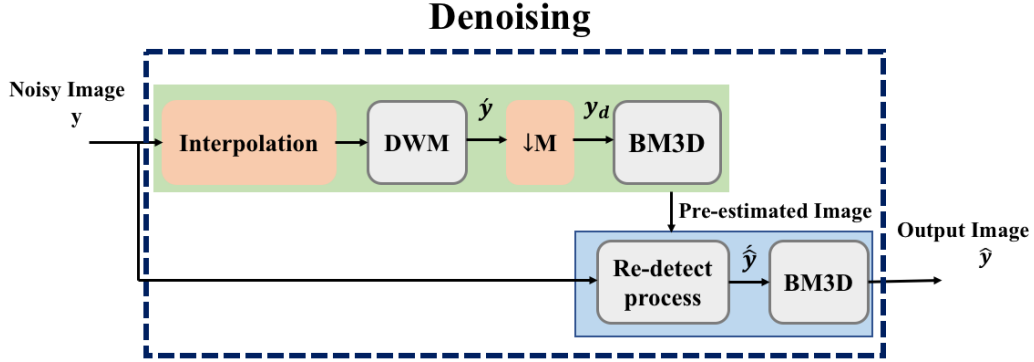 Denoising
Noisy Image
y
Interpolation
DWM
ý
↓M
y_d
BM3D
Pre-estimated Image
Re-detect
process
ŷ́
BM3D
Output Image
ŷ